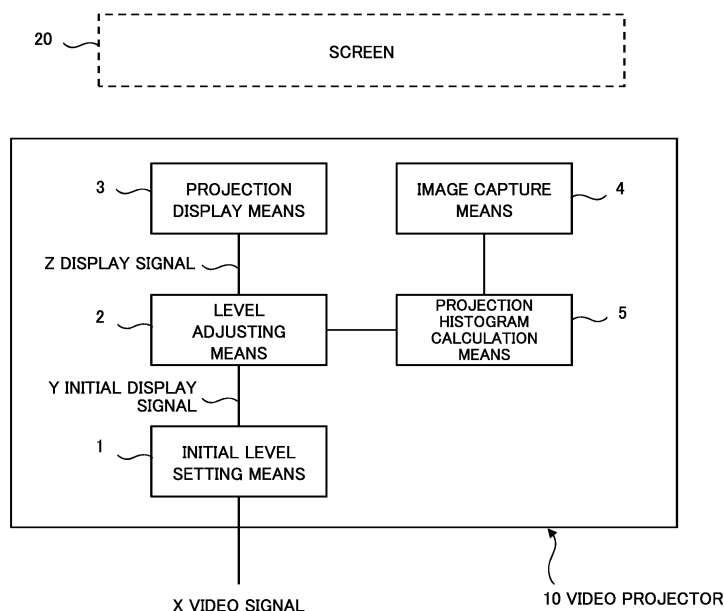 20
SCREEN
3
PROJECTION
DISPLAY MEANS
IMAGE CAPTURE
MEANS
4
Z DISPLAY SIGNAL
2
LEVEL
ADJUSTING
MEANS
PROJECTION
HISTOGRAM
CALCULATION
MEANS
5
Y INITIAL DISPLAY
SIGNAL
1
INITIAL LEVEL
SETTING MEANS
X VIDEO SIGNAL
10 VIDEO PROJECTOR